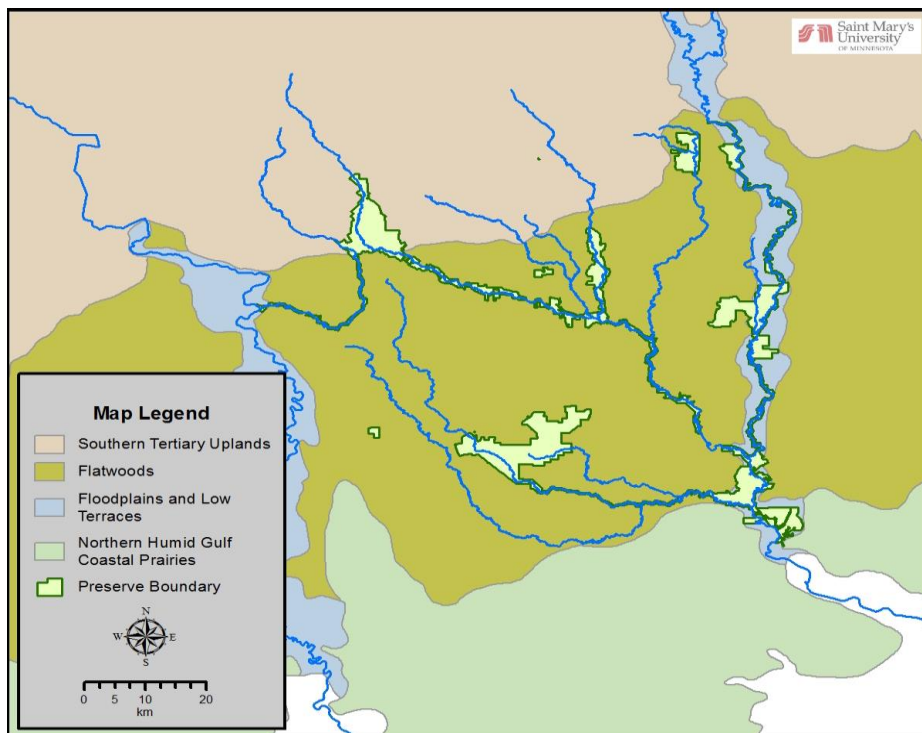 Saint Mary's
University
OF MINNESOTA
Map Legend
Southern Tertiary Uplands
Flatwoods
Floodplains and Low
Terraces
Northern Humid Gulf
Coastal Prairies
Preserve Boundary
N
W E
S
0 5 10 20
km